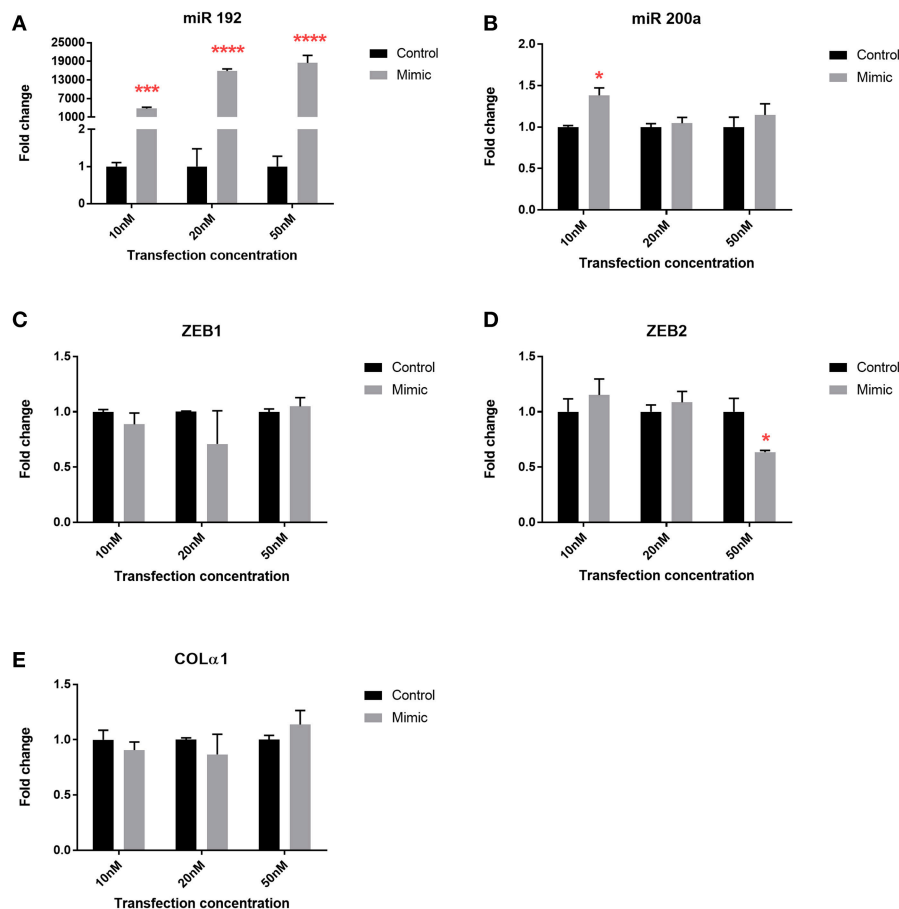 A
miR 192
Fold change
25000
19000
13000
7000
1000
2
1
0
***
****
****
Control
Mimic
10nM
20nM
50nM
Transfection concentration
B
miR 200a
Fold change
2.0
1.5
1.0
0.5
0.0
*
Control
Mimic
10nM
20nM
50nM
Transfection concentration
C
ZEB1
Fold change
1.5
1.0
0.5
0.0
Control
Mimic
10nM
20nM
50nM
Transfection concentration
D
ZEB2
Fold change
1.5
1.0
0.5
0.0
*
Control
Mimic
10nM
20nM
50nM
Transfection concentration
E
COLα1
Fold change
1.5
1.0
0.5
0.0
Control
Mimic
10nM
20nM
50nM
Transfection concentration